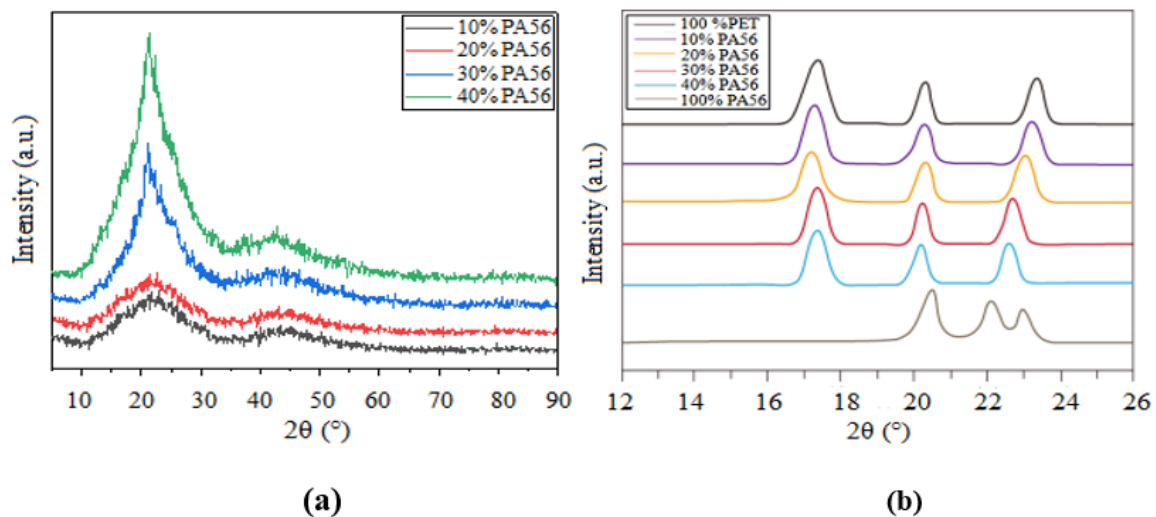 10% PA56
20% PA56
30% PA56
40% PA56
Intensity (a.u.)
10 20 30 40 50 60 70 80 90
2θ (°)
(a)
100 %PET
10% PA56
20% PA56
30% PA56
40% PA56
100% PA56
Intensity (a.u.)
12 14 16 18 20 22 24 26
2θ (°)
(b)